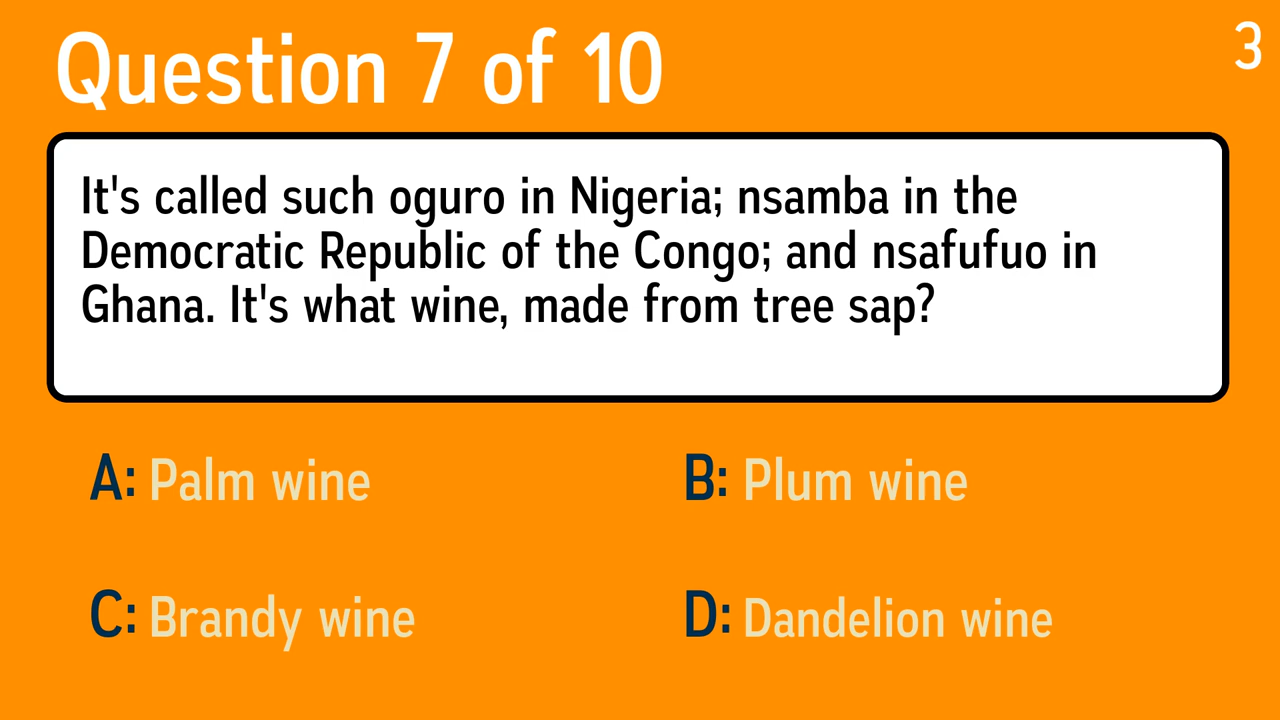 Question 7 of 10
3
It's called such oguro in Nigeria; nsamba in the
Democratic Republic of the Congo; and nsafufuo in
Ghana. It's what wine, made from tree sap?
A: Palm wine
B: Plum wine
C: Brandy wine
D: Dandelion wine